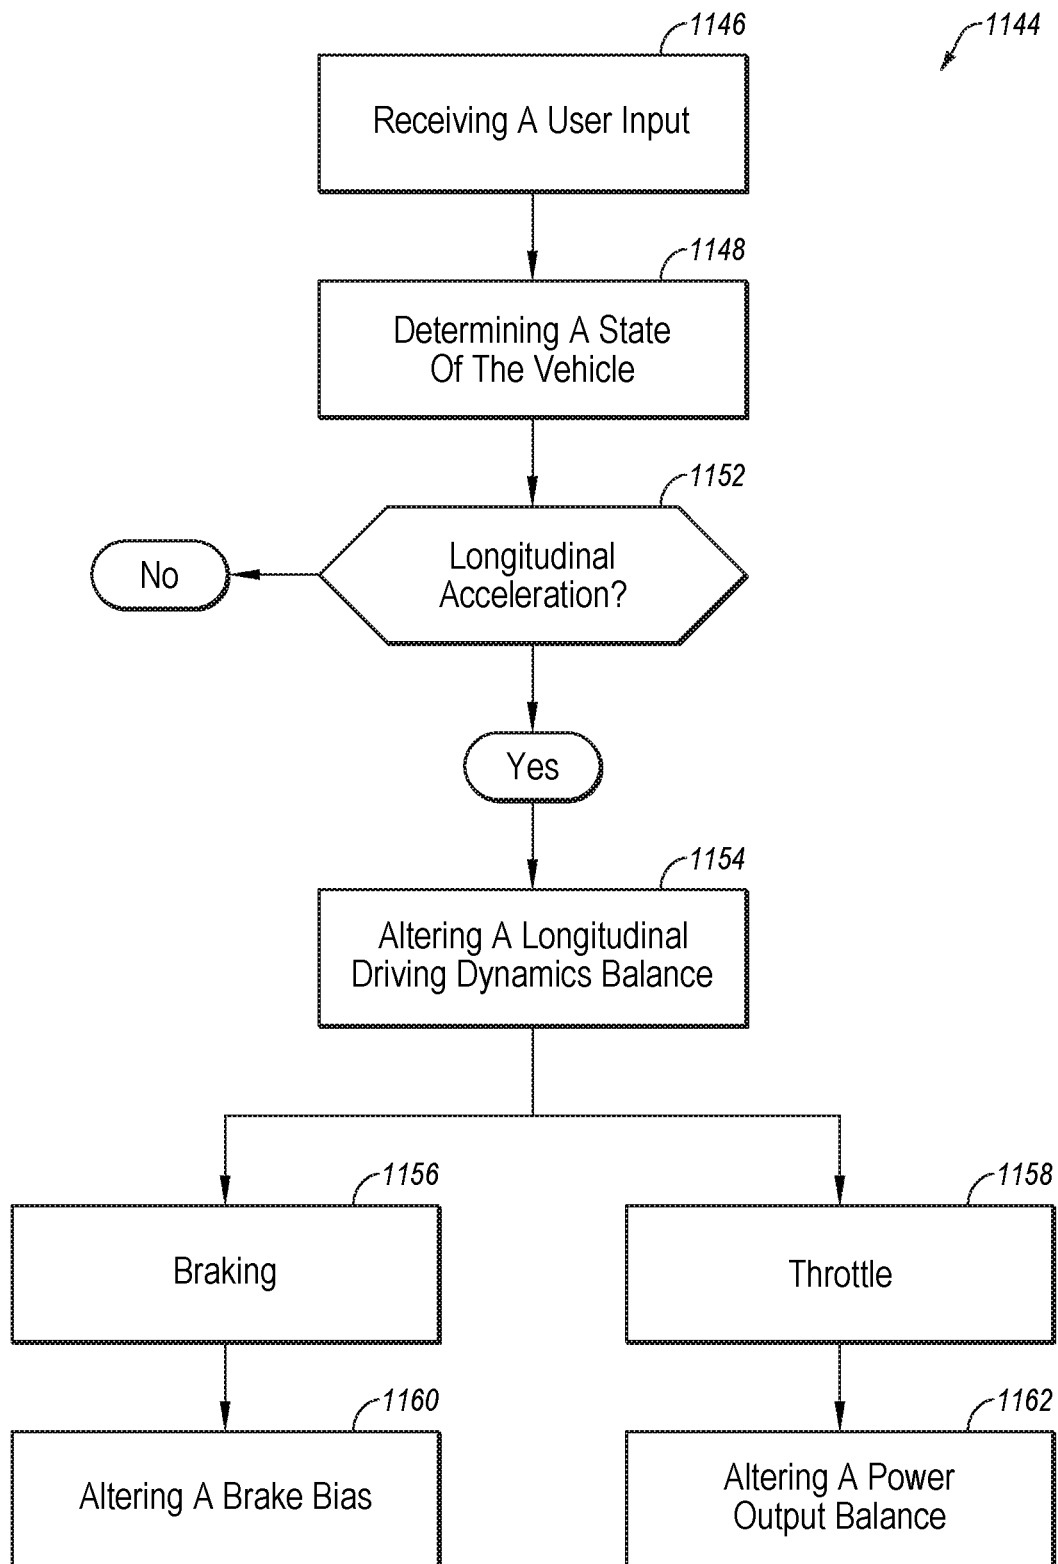 1146
1144
Receiving A User Input
1148
Determining A State
Of The Vehicle
1152
Longitudinal
Acceleration?
No
Yes
1154
Altering A Longitudinal
Driving Dynamics Balance
1156
1158
Braking
Throttle
1160
1162
Altering A Brake Bias
Altering A Power
Output Balance